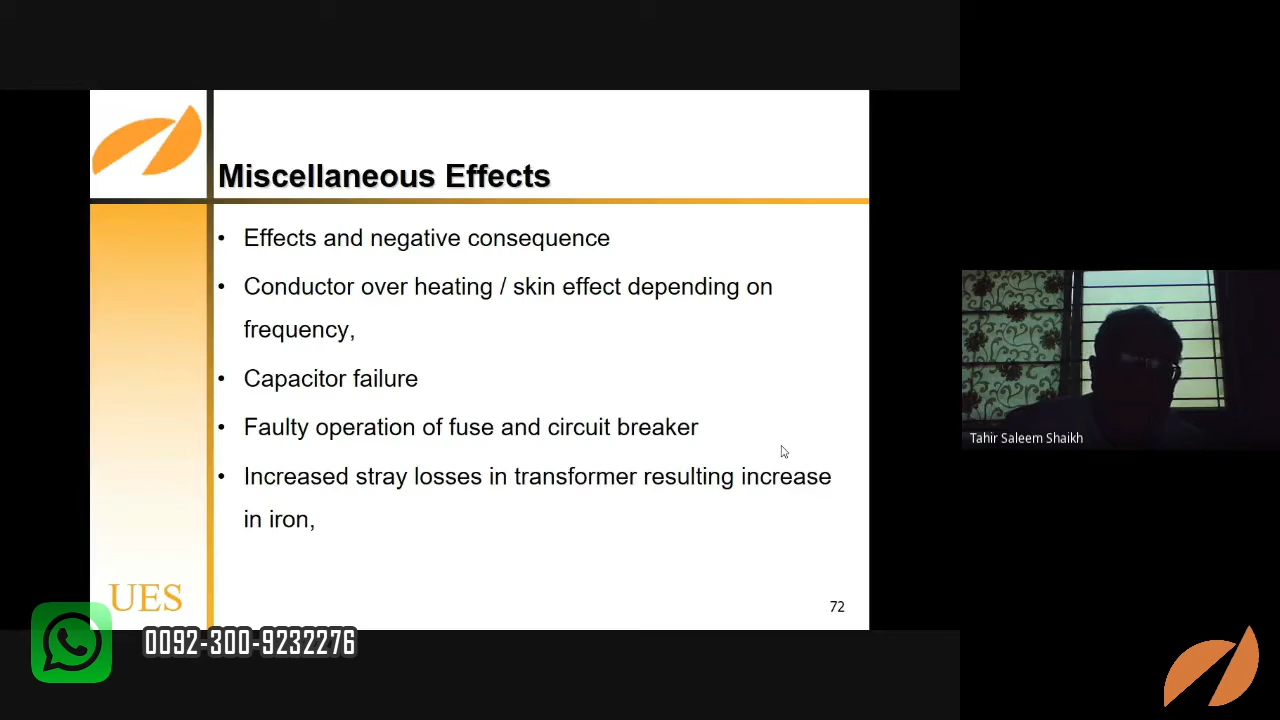 Miscellaneous Effects
• Effects and negative consequence
• Conductor over heating / skin effect depending on
frequency,
• Capacitor failure
• Faulty operation of fuse and circuit breaker
• Increased stray losses in transformer resulting increase
in iron,
UES
72
0092-300-9232276
Tahir Saleem Shaikh